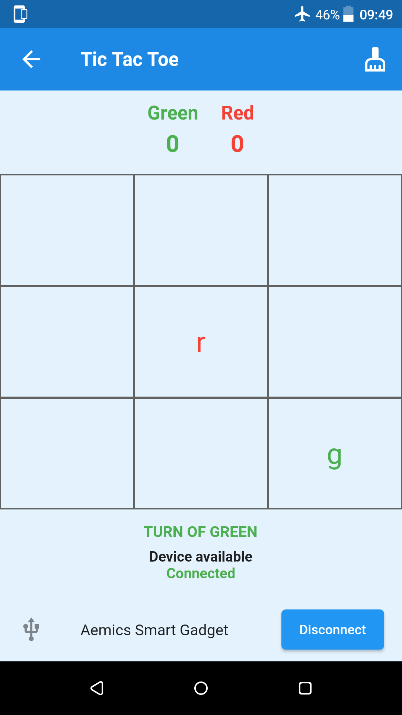 46% 09:49
Tic Tac Toe
Green Red
0 0
r
g
TURN OF GREEN
Device available
Connected
Aemics Smart Gadget Disconnect